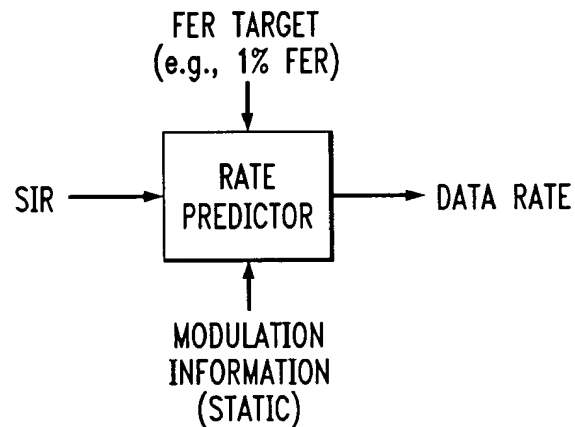 FER TARGET
(e.g., 1% FER)
SIR
RATE
PREDICTOR
DATA RATE
MODULATION
INFORMATION
(STATIC)